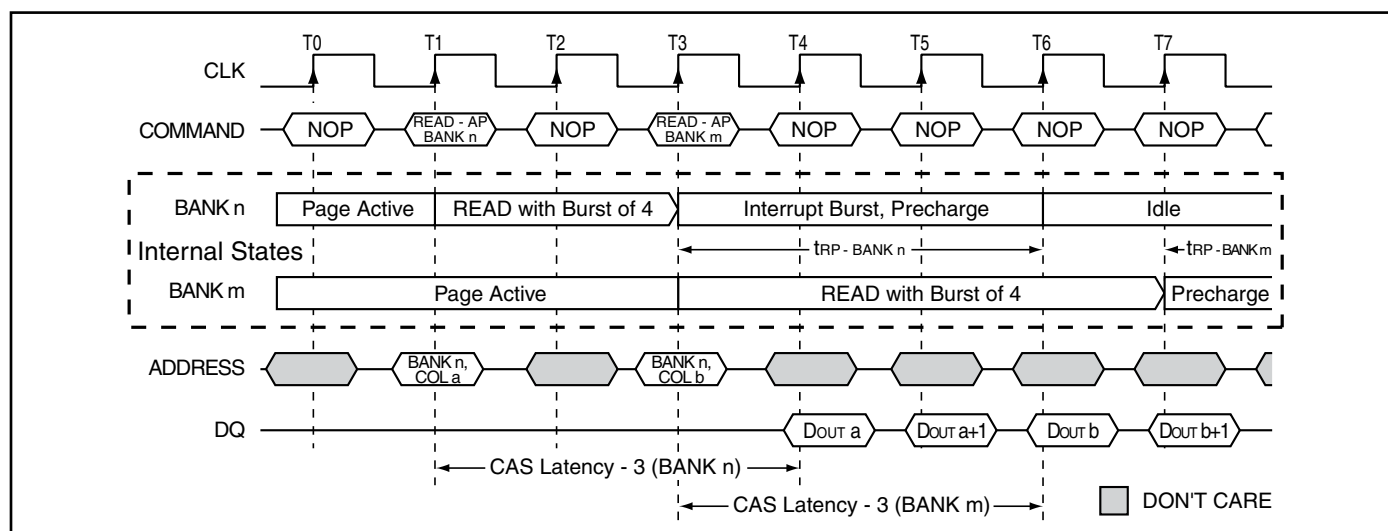 T0 T1 T2 T3 T4 T5 T6 T7
CLK
COMMAND NOP READ - AP BANK n NOP READ - AP BANK m NOP NOP NOP NOP
BANK n Page Active READ with Burst of 4 Interrupt Burst, Precharge Idle
Internal States tRP - BANK n tRP - BANK m
BANK m Page Active READ with Burst of 4 Precharge
ADDRESS BANK n, COL a BANK n, COL b
DQ DOUT a DOUT a+1 DOUT b DOUT b+1
CAS Latency - 3 (BANK n)
CAS Latency - 3 (BANK m) DON'T CARE